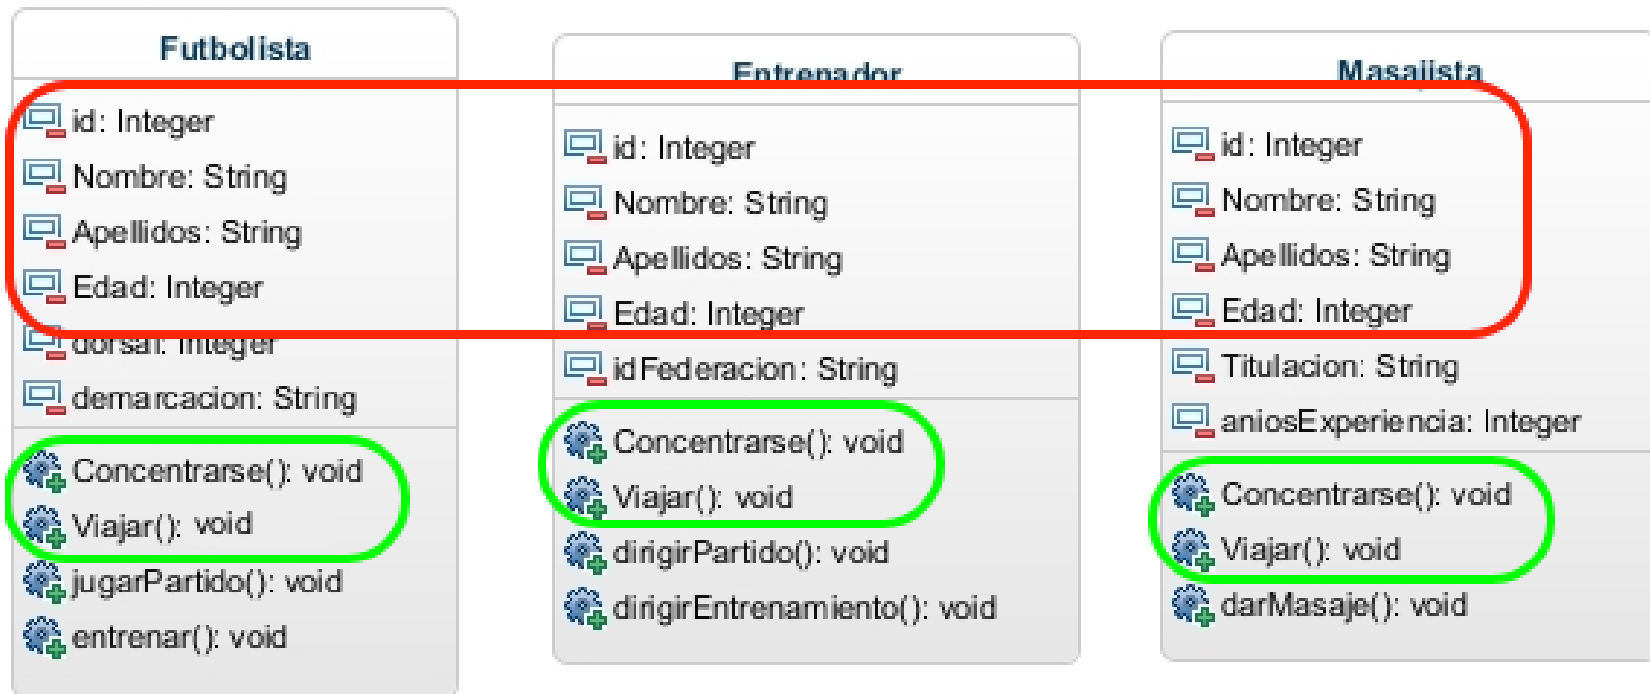 Futbolista
id: Integer
Nombre: String
Apellidos: String
Edad: Integer
dorsal: Integer
demarcacion: String
Concentrarse(): void
Viajar(): void
jugarPartido(): void
entrenar(): void
Entrenador
id: Integer
Nombre: String
Apellidos: String
Edad: Integer
idFederacion: String
Concentrarse(): void
Viajar(): void
dirigirPartido(): void
dirigirEntrenamiento(): void
Masajista
id: Integer
Nombre: String
Apellidos: String
Edad: Integer
Titulacion: String
aniosExperiencia: Integer
Concentrarse(): void
Viajar(): void
darMasaje(): void